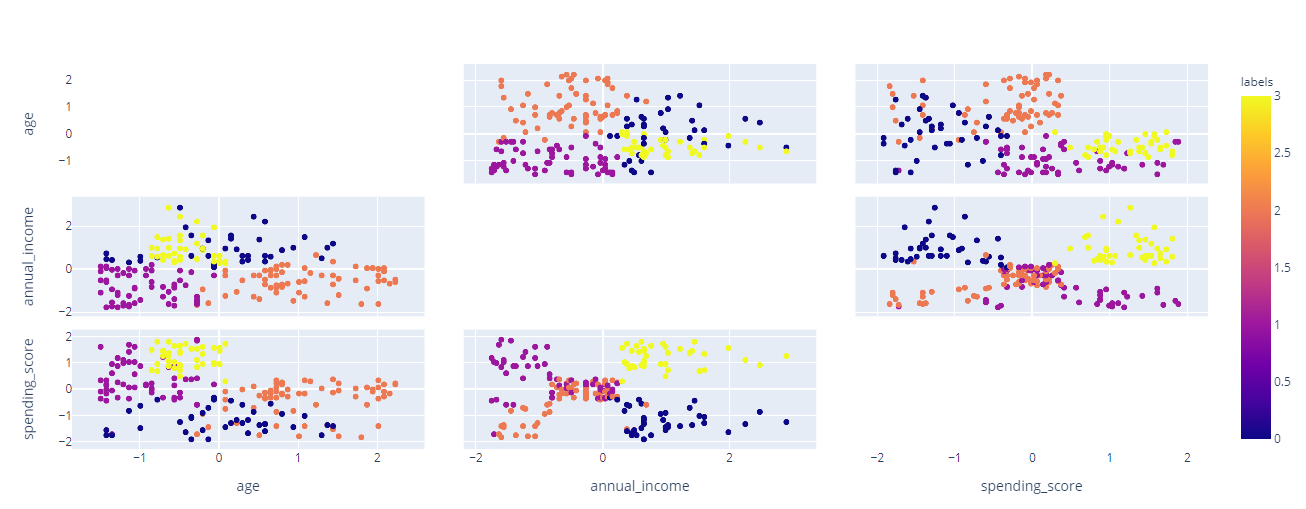 labels
3
2.5
2
1.5
1
0.5
0
age
2
1
0
−1
annual_income
2
0
−2
spending_score
2
1
0
−1
−2
−1 0 1 2
−2 0 2
−2 −1 0 1 2
age annual_income spending_score